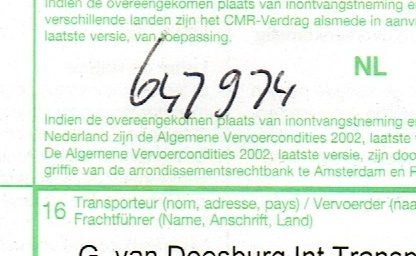 Indien de overeengekomen plaats van inontvangstneming e
verschillende landen zijn het CMR-Verdrag alsmede in aanv
laatste versie, van toepassing.
NL
647974
Indien de overeengekomen plaats van inontvangstneming en
Nederland zijn de Algemene Vervoercondities 2002, laatste
De Algemene Vervoercondities 2002, laatste versie, zijn doo
griffie van de arrondissementsrechtbank te Amsterdam en R
16 Transporteur (nom, adresse, pays) / Vervoerder (naa
Frachtführer (Name, Anschrift, Land)
G. van Doesburg Int Transp